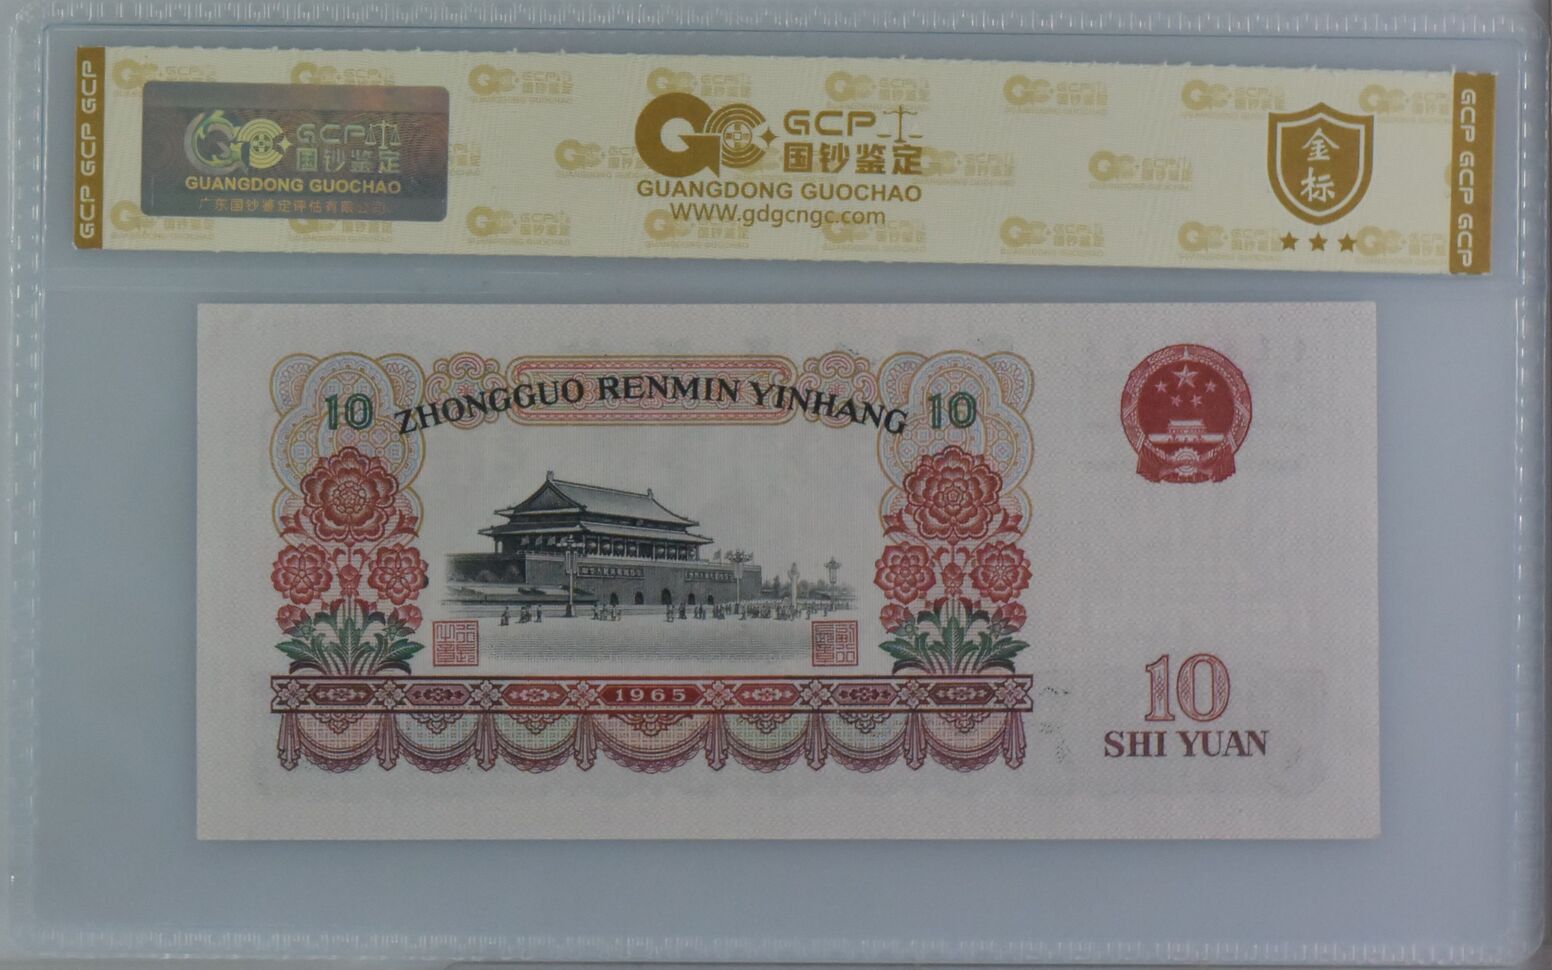 GCP GCP GCP
GCP
国钞鉴定
GUANGDONG GUOCHAO
广东国钞鉴定评估有限公司
GCP
国钞鉴定
GUANGDONG GUOCHAO
WWW.gdgcngc.com
金
标
GCP GCP GCP
10 ZHONGGUO RENMIN YINHANG 10
1965
10
SHI YUAN